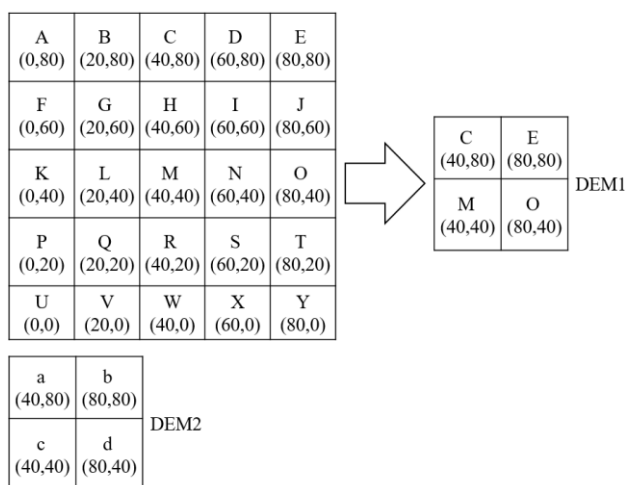 A B C D E
(0,80) (20,80) (40,80) (60,80) (80,80)
F G H I J
(0,60) (20,60) (40,60) (60,60) (80,60)
K L M N O
(0,40) (20,40) (40,40) (60,40) (80,40)
P Q R S T
(0,20) (20,20) (40,20) (60,20) (80,20)
U V W X Y
(0,0) (20,0) (40,0) (60,0) (80,0)
C E
(40,80) (80,80)
M O
(40,40) (80,40)
DEM1
a b
(40,80) (80,80)
c d
(40,40) (80,40)
DEM2